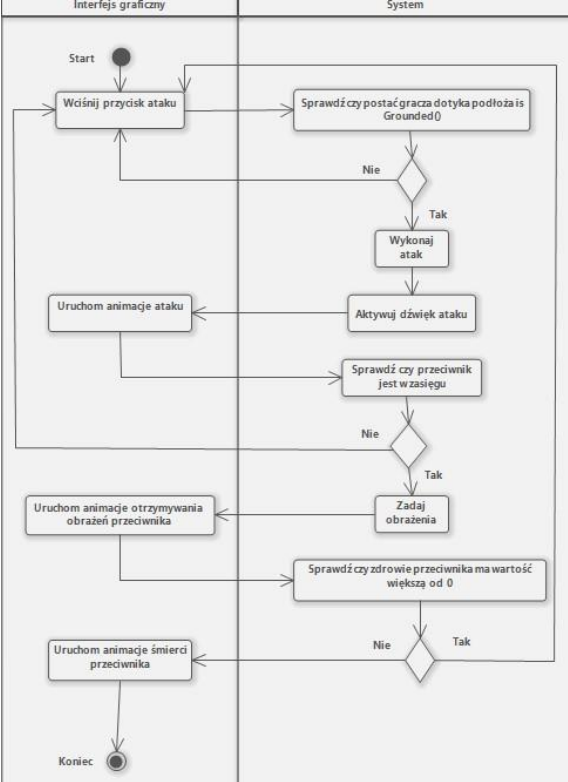 Interfejs graficzny
System
Start
Wciśnij przycisk ataku
Sprawdź czy postać gracza dotyka podłoża is
Grounded()
Nie
Tak
Wykonaj
atak
Uruchom animacje ataku
Aktywuj dźwięk ataku
Sprawdź czy przeciwnik
jest w zasięgu
Nie
Tak
Uruchom animacje otrzymywania
obrażeń przeciwnika
Zadaj
obrażenia
Sprawdź czy zdrowie przeciwnika ma wartość
większą od 0
Uruchom animacje śmierci
przeciwnika
Nie
Tak
Koniec